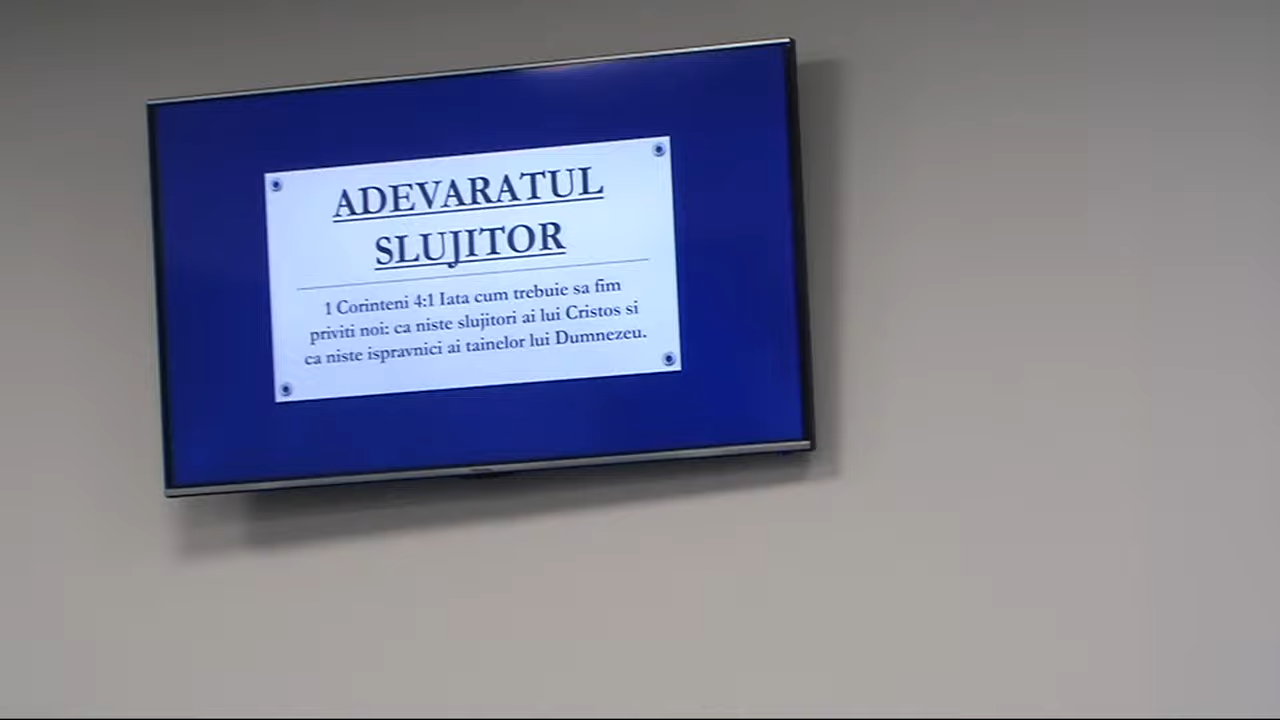 ADEVARATUL
SLUJITOR
1 Corinteni 4:1 Iata cum trebuie sa fim
priviti noi: ca niste slujitori ai lui Cristos si
ca niste ispravnici ai tainelor lui Dumnezeu.